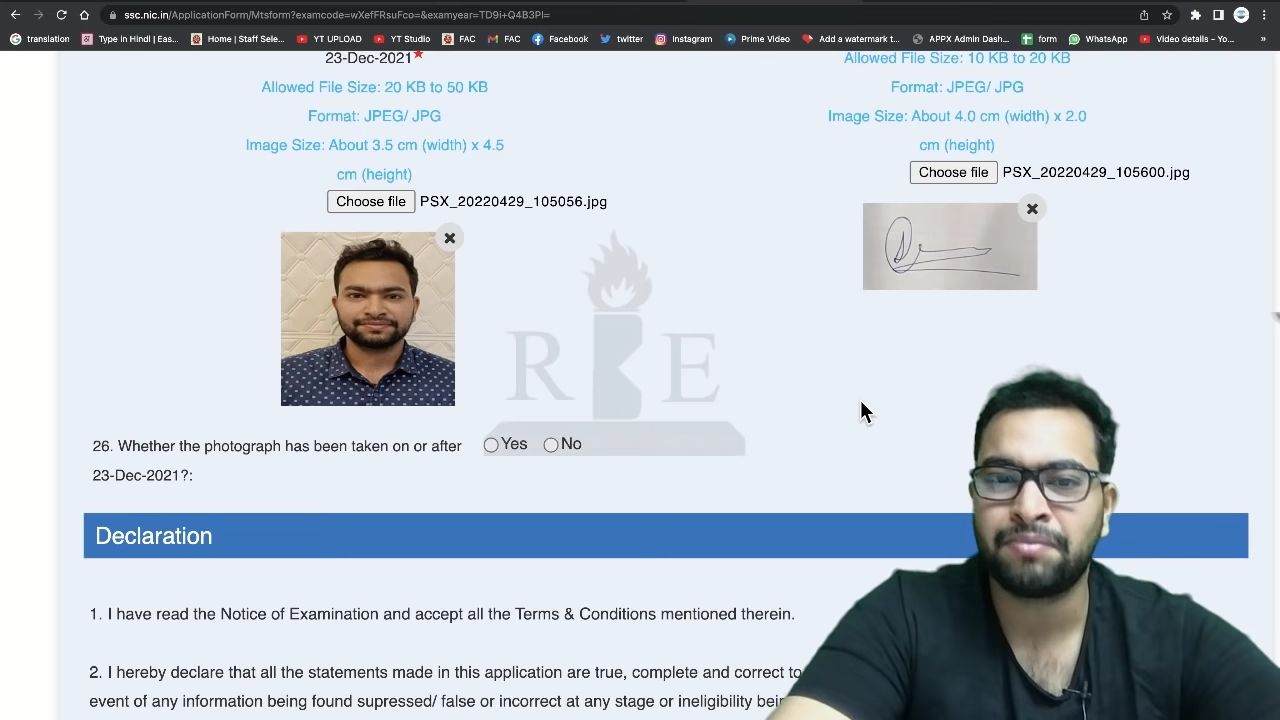 ssc.nic.in/ApplicationForm/Mtsform?examcode=wXefFRsuFco=&examyear=TD9i+Q4B3PI=
translation Type in Hindi | Eas... Home | Staff Sele... YT UPLOAD YT Studio FAC FAC Facebook twitter Instagram Prime Video Add a watermark t... APPX Admin Dash... form WhatsApp Video details - Yo... »
23-Dec-2021*
Allowed File Size: 20 KB to 50 KB
Format: JPEG/ JPG
Image Size: About 3.5 cm (width) x 4.5
cm (height)
Choose file PSX_20220429_105056.jpg
Allowed File Size: 10 KB to 20 KB
Format: JPEG/ JPG
Image Size: About 4.0 cm (width) x 2.0
cm (height)
Choose file PSX_20220429_105600.jpg
R E
26. Whether the photograph has been taken on or after
23-Dec-2021?:
Yes No
Declaration
1. I have read the Notice of Examination and accept all the Terms & Conditions mentioned therein.
2. I hereby declare that all the statements made in this application are true, complete and correct to
event of any information being found supressed/ false or incorrect at any stage or ineligibility